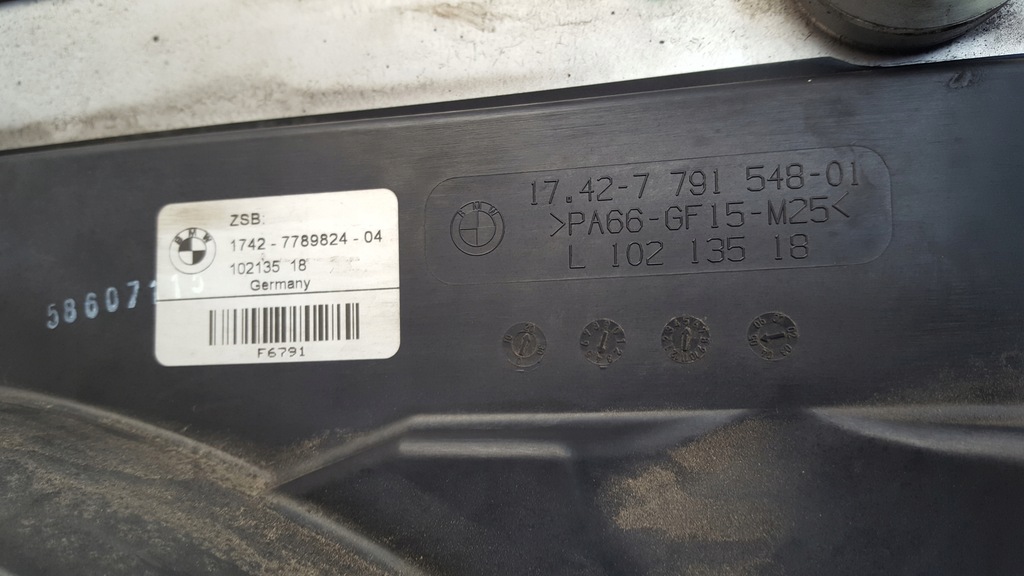 ZSB:
1742 - 7789824 - 04
102135 18
Germany
F6791
BMW
17.42-7 791 548-01
>PA66-GF15-M25<
L 102 135 18